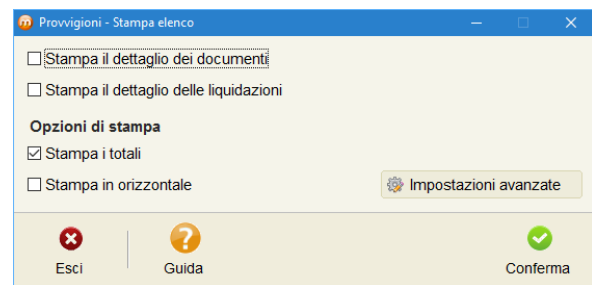 Provvigioni - Stampa elenco
Stampa il dettaglio dei documenti
Stampa il dettaglio delle liquidazioni
Opzioni di stampa
Stampa i totali
Stampa in orizzontale
Impostazioni avanzate
Esci
Guida
Conferma